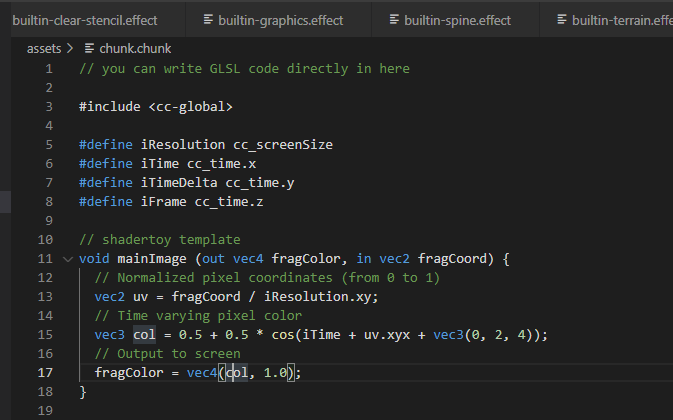 builtin-clear-stencil.effect builtin-graphics.effect builtin-spine.effect builtin-terrain.effe
assets > chunk.chunk
1 // you can write GLSL code directly in here
2
3 #include <cc-global>
4
5 #define iResolution cc_screenSize
6 #define iTime cc_time.x
7 #define iTimeDelta cc_time.y
8 #define iFrame cc_time.z
9
10 // shadertoy template
11 void mainImage (out vec4 fragColor, in vec2 fragCoord) {
12 // Normalized pixel coordinates (from 0 to 1)
13 vec2 uv = fragCoord / iResolution.xy;
14 // Time varying pixel color
15 vec3 col = 0.5 + 0.5 * cos(iTime + uv.xyx + vec3(0, 2, 4));
16 // Output to screen
17 fragColor = vec4(col, 1.0);
18 }
19